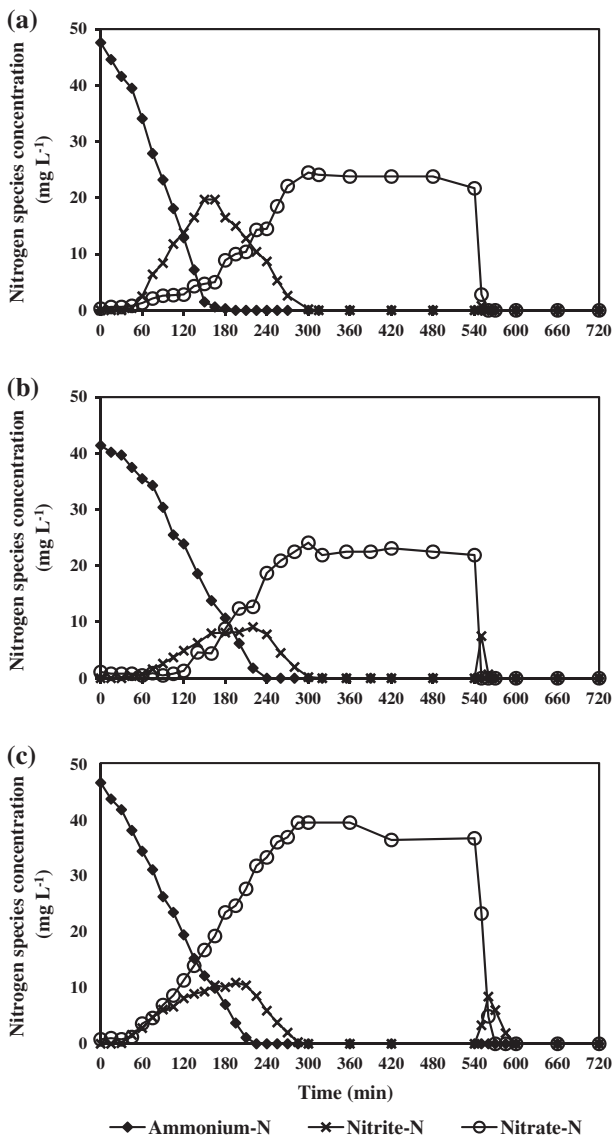 (a)
Nitrogen species concentration
(mg L-1)
50
40
30
20
10
0
0 60 120 180 240 300 360 420 480 540 600 660 720
(b)
Nitrogen species concentration
(mg L-1)
50
40
30
20
10
0
0 60 120 180 240 300 360 420 480 540 600 660 720
(c)
Nitrogen species concentration
(mg L-1)
50
40
30
20
10
0
0 60 120 180 240 300 360 420 480 540 600 660 720
Time (min)
Ammonium-N Nitrite-N Nitrate-N